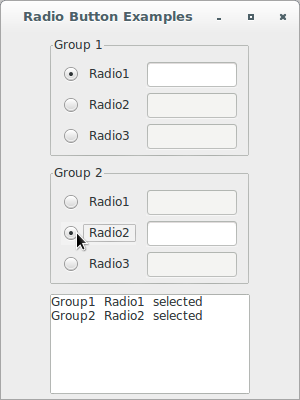 Radio Button Examples
Group 1
Radio1
Radio2
Radio3
Group 2
Radio1
Radio2
Radio3
Group1 Radio1 selected
Group2 Radio2 selected